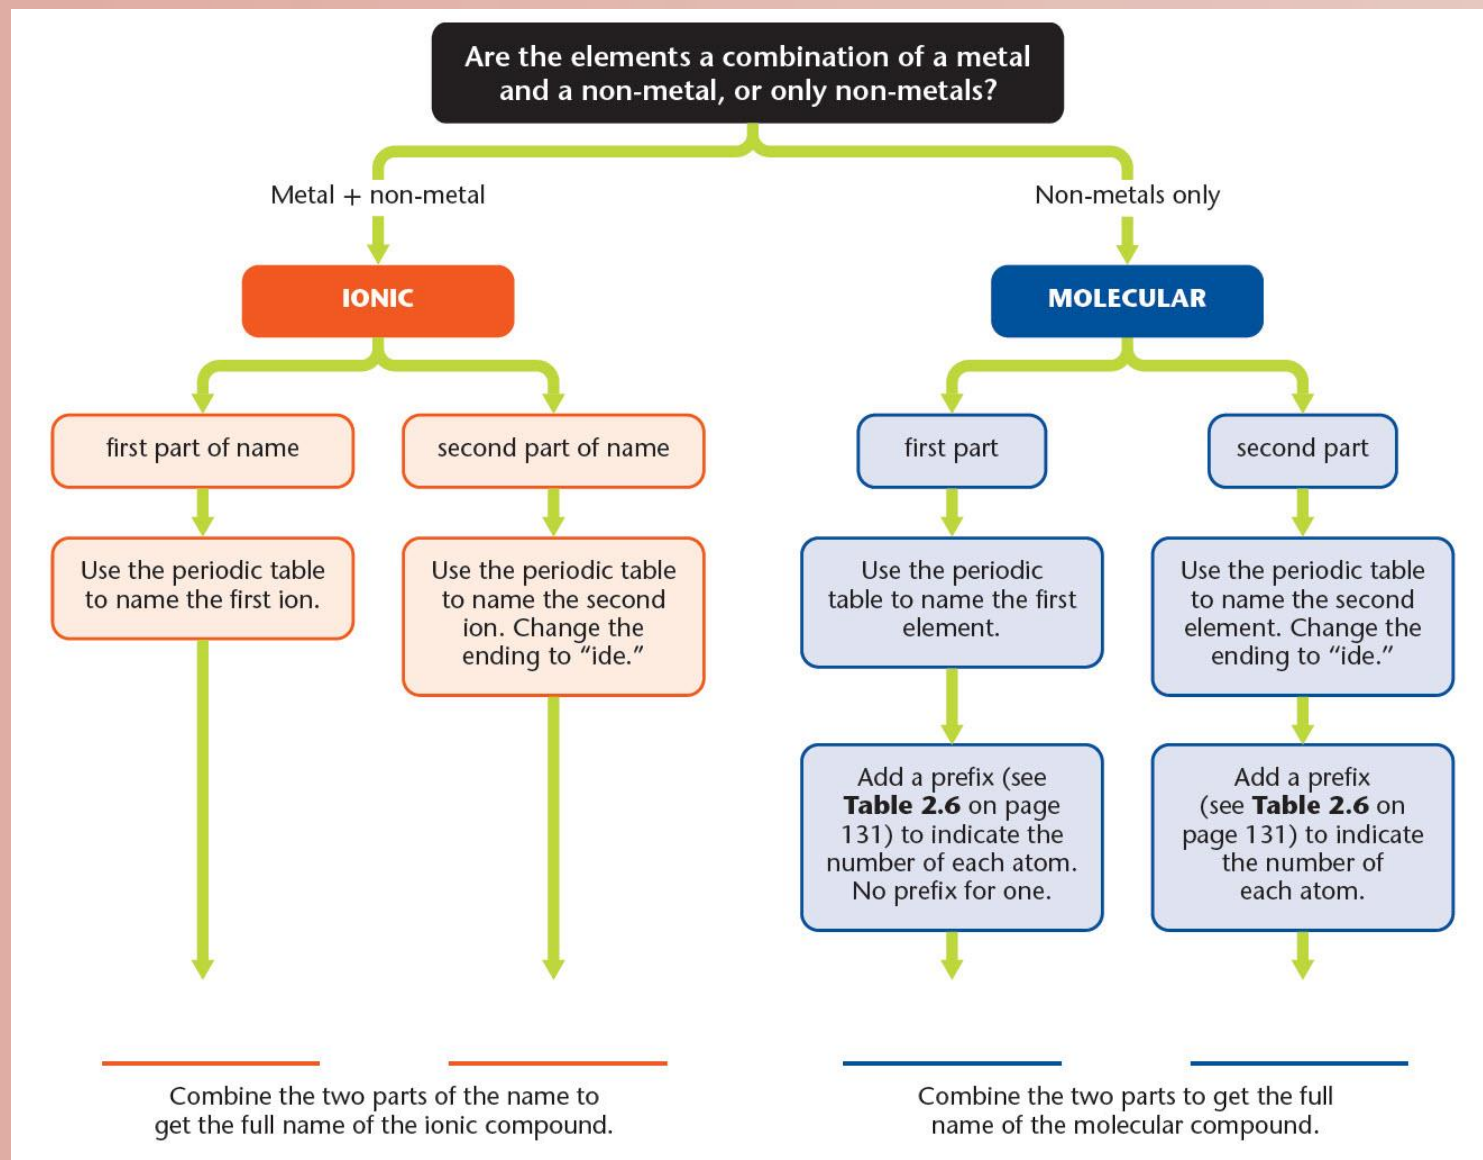 Are the elements a combination of a metal
and a non-metal, or only non-metals?
Metal + non-metal
Non-metals only
IONIC
MOLECULAR
first part of name
second part of name
first part
second part
Use the periodic table
to name the first ion.
Use the periodic table
to name the second
ion. Change the
ending to “ide.”
Use the periodic
table to name the first
element.
Use the periodic table
to name the second
element. Change the
ending to “ide.”
Add a prefix (see
Table 2.6 on page
131) to indicate the
number of each atom.
No prefix for one.
Add a prefix
(see Table 2.6 on
page 131) to indicate
the number of
each atom.
Combine the two parts of the name to
get the full name of the ionic compound.
Combine the two parts to get the full
name of the molecular compound.